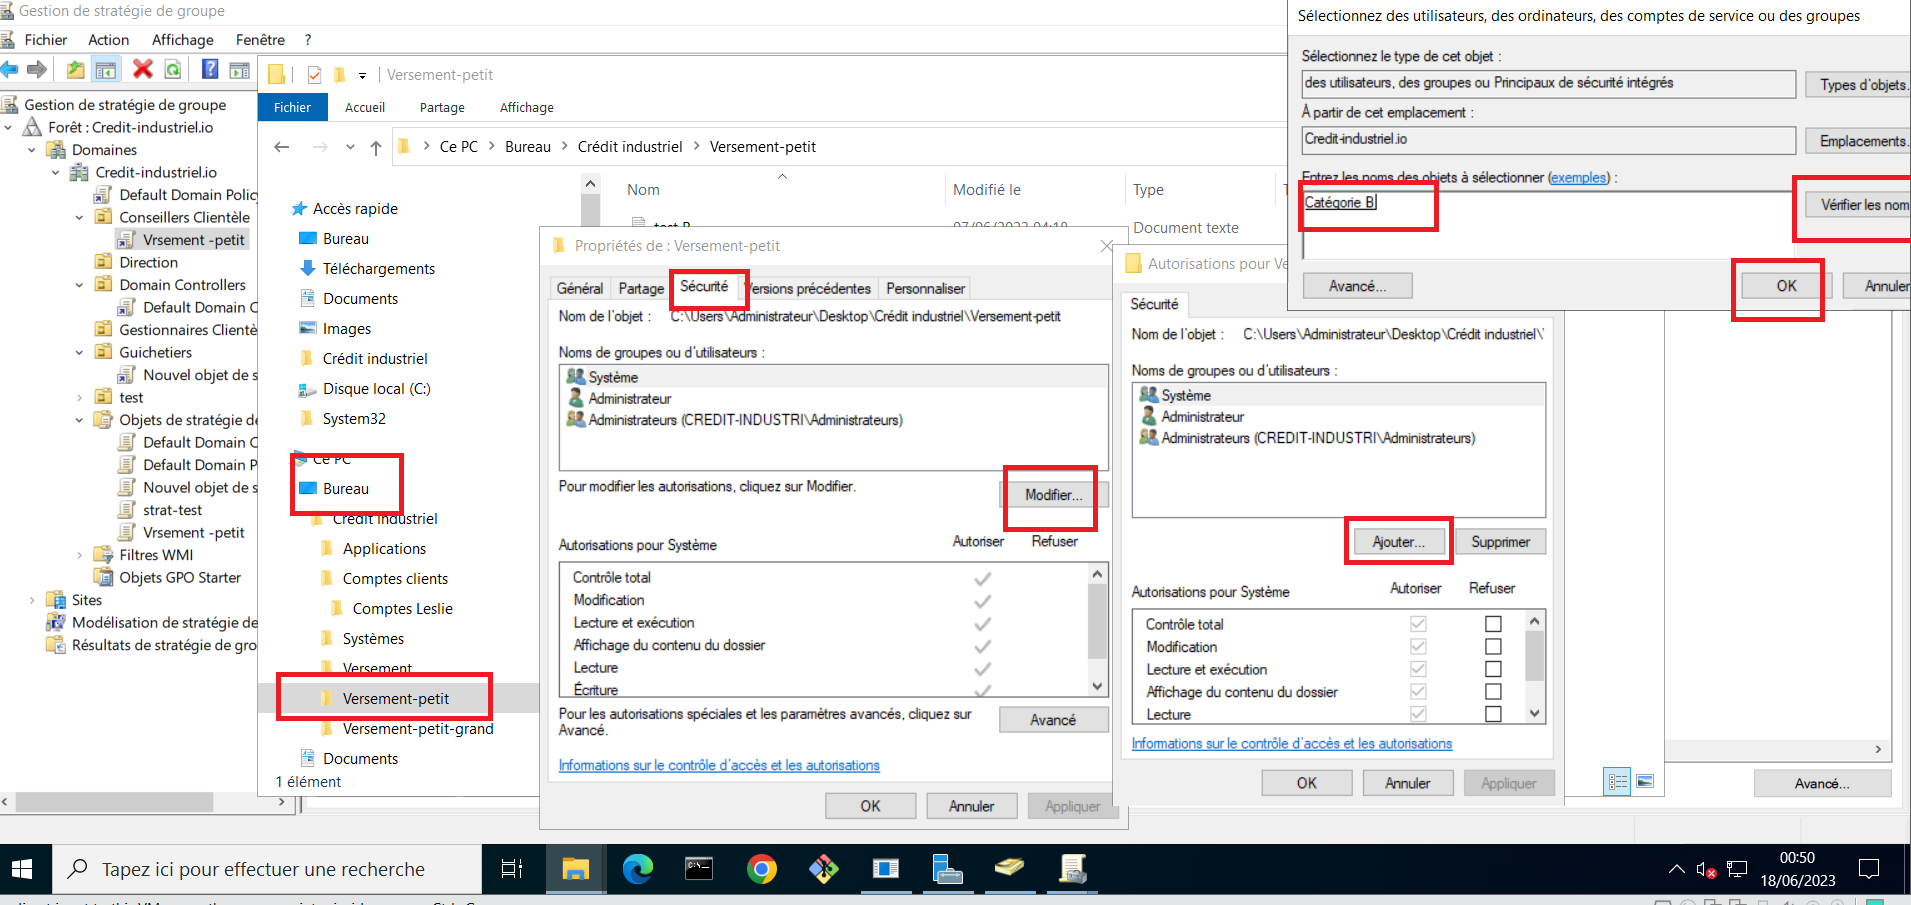 Gestion de stratégie de groupe
Fichier Action Affichage Fenêtre ?
Gestion de stratégie de groupe
Forêt : Credit-industriel.io
Domaines
Credit-industriel.io
Default Domain Policy
Conseillers Clientèle
Vrsement -petit
Direction
Domain Controllers
Default Domain C
Gestionnaires Clientè
Guichetiers
Nouvel objet de s
test
Objets de stratégie de
Default Domain C
Default Domain P
Nouvel objet de s
strat-test
Vrsement -petit
Filtres WMI
Objets GPO Starter
Sites
Modélisation de stratégie de
Résultats de stratégie de gro
Versement-petit
Fichier Accueil Partage Affichage
Ce PC Bureau Crédit industriel Versement-petit
Nom Modifié le Type
test B 07/06/2023 04:18 Document texte
Accès rapide
Bureau
Téléchargements
Documents
Images
Crédit industriel
Disque local (C:)
System32
Ce PC
Bureau
Crédit industriel
Applications
Comptes clients
Comptes Leslie
Systèmes
Versement
Versement-petit
Versement-petit-grand
Documents
1 élément
Propriétés de : Versement-petit
Général Partage Sécurité Versions précédentes Personnaliser
Nom de l'objet : C:\Users\Administrateur\Desktop\Crédit industriel\Versement-petit
Noms de groupes ou d'utilisateurs :
Système
Administrateur
Administrateurs (CREDIT-INDUSTRI\Administrateurs)
Pour modifier les autorisations, cliquez sur Modifier.
Modifier...
Autorisations pour Système Autoriser Refuser
Contrôle total
Modification
Lecture et exécution
Affichage du contenu du dossier
Lecture
Écriture
Pour les autorisations spéciales et les paramètres avancés, cliquez sur
Avancé.
Avancé
Informations sur le contrôle d'accès et les autorisations
OK Annuler Appliquer
Autorisations pour Ve
Sécurité
Nom de l'objet : C:\Users\Administrateur\Desktop\Crédit industriel\
Noms de groupes ou d'utilisateurs :
Système
Administrateur
Administrateurs (CREDIT-INDUSTRI\Administrateurs)
Ajouter... Supprimer
Autorisations pour Système Autoriser Refuser
Contrôle total
Modification
Lecture et exécution
Affichage du contenu du dossier
Lecture
Informations sur le contrôle d'accès et les autorisations
OK Annuler Appliquer
Sélectionnez des utilisateurs, des ordinateurs, des comptes de service ou des groupes
Sélectionnez le type de cet objet :
des utilisateurs, des groupes ou Principaux de sécurité intégrés
Types d'objets.
À partir de cet emplacement :
Credit-industriel.io
Emplacements.
Entrez les noms des objets à sélectionner (exemples) :
Catégorie B
Vérifier les nom
Avancé... OK Annuler
Avancé...
Tapez ici pour effectuer une recherche
00:50
18/06/2023